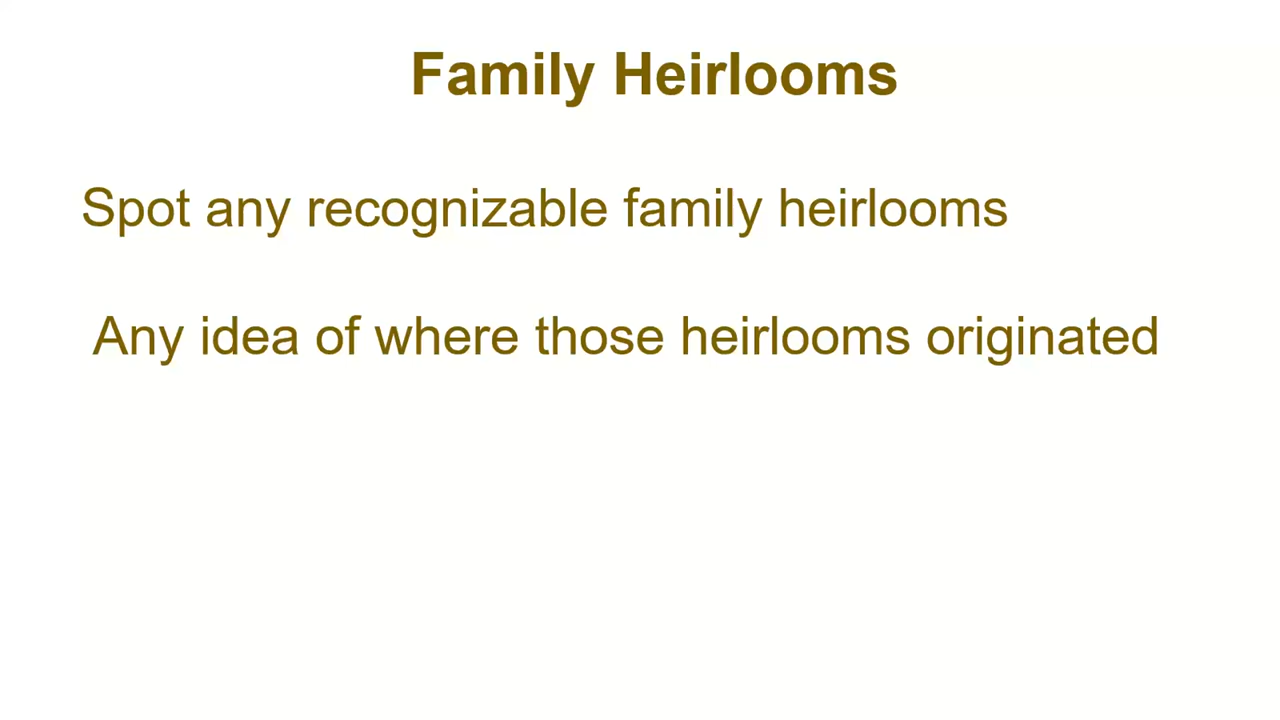 Family Heirlooms
Spot any recognizable family heirlooms
Any idea of where those heirlooms originated